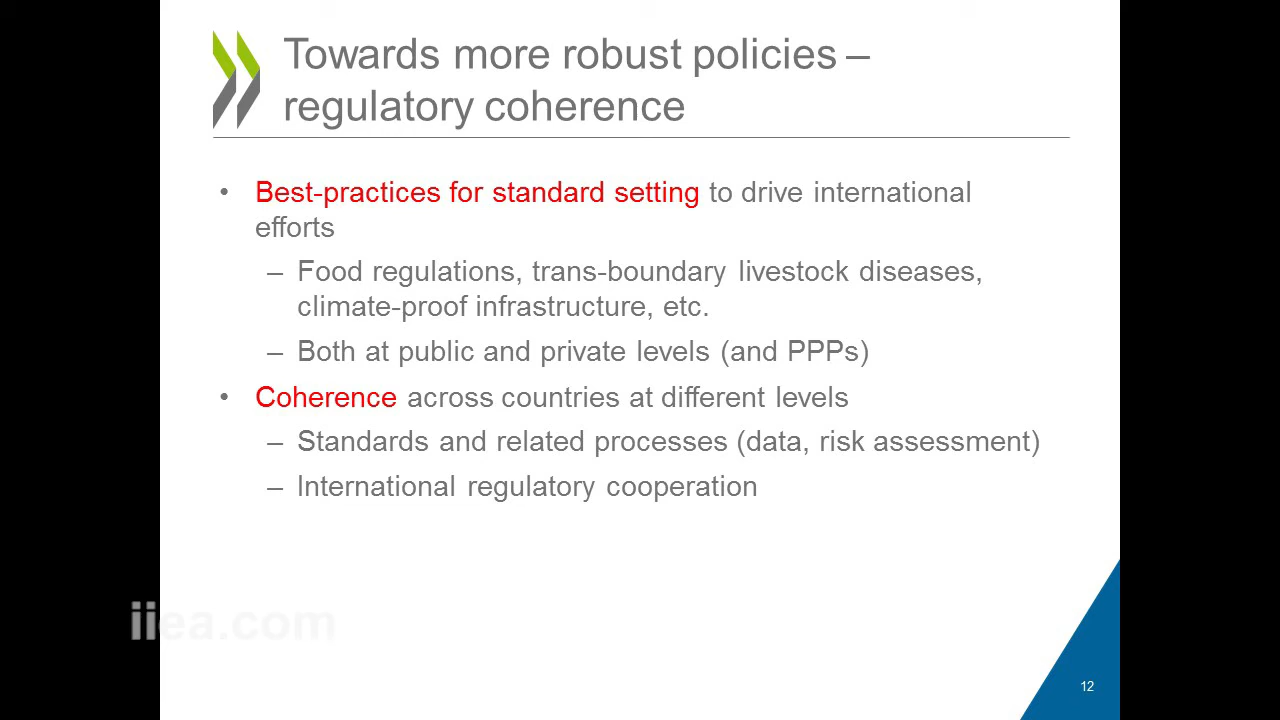 Towards more robust policies –
regulatory coherence
• Best-practices for standard setting to drive international
efforts
– Food regulations, trans-boundary livestock diseases,
climate-proof infrastructure, etc.
– Both at public and private levels (and PPPs)
• Coherence across countries at different levels
– Standards and related processes (data, risk assessment)
– International regulatory cooperation
iiea.com
12